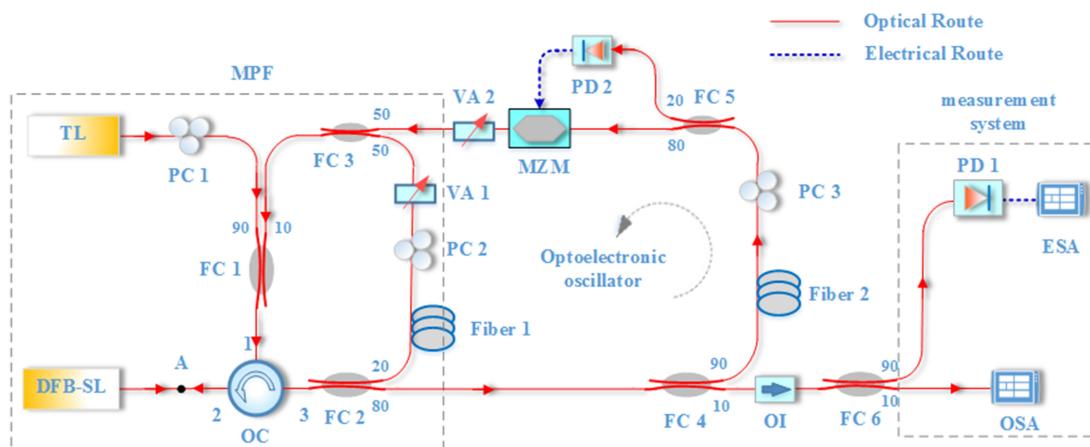 Optical Route
Electrical Route
MPF
PD 2
VA 2
20
FC 5
measurement
system
TL
50
50
80
MZM
PD 1
PC 1
FC 3
VA 1
PC 3
ESA
90
10
FC 1
PC 2
Optoelectronic
oscillator
Fiber 2
Fiber 1
1
A
DFB-SL
20
90
90
2
3
FC 2
80
FC 4
10
OI
FC 6
10
OSA
OC